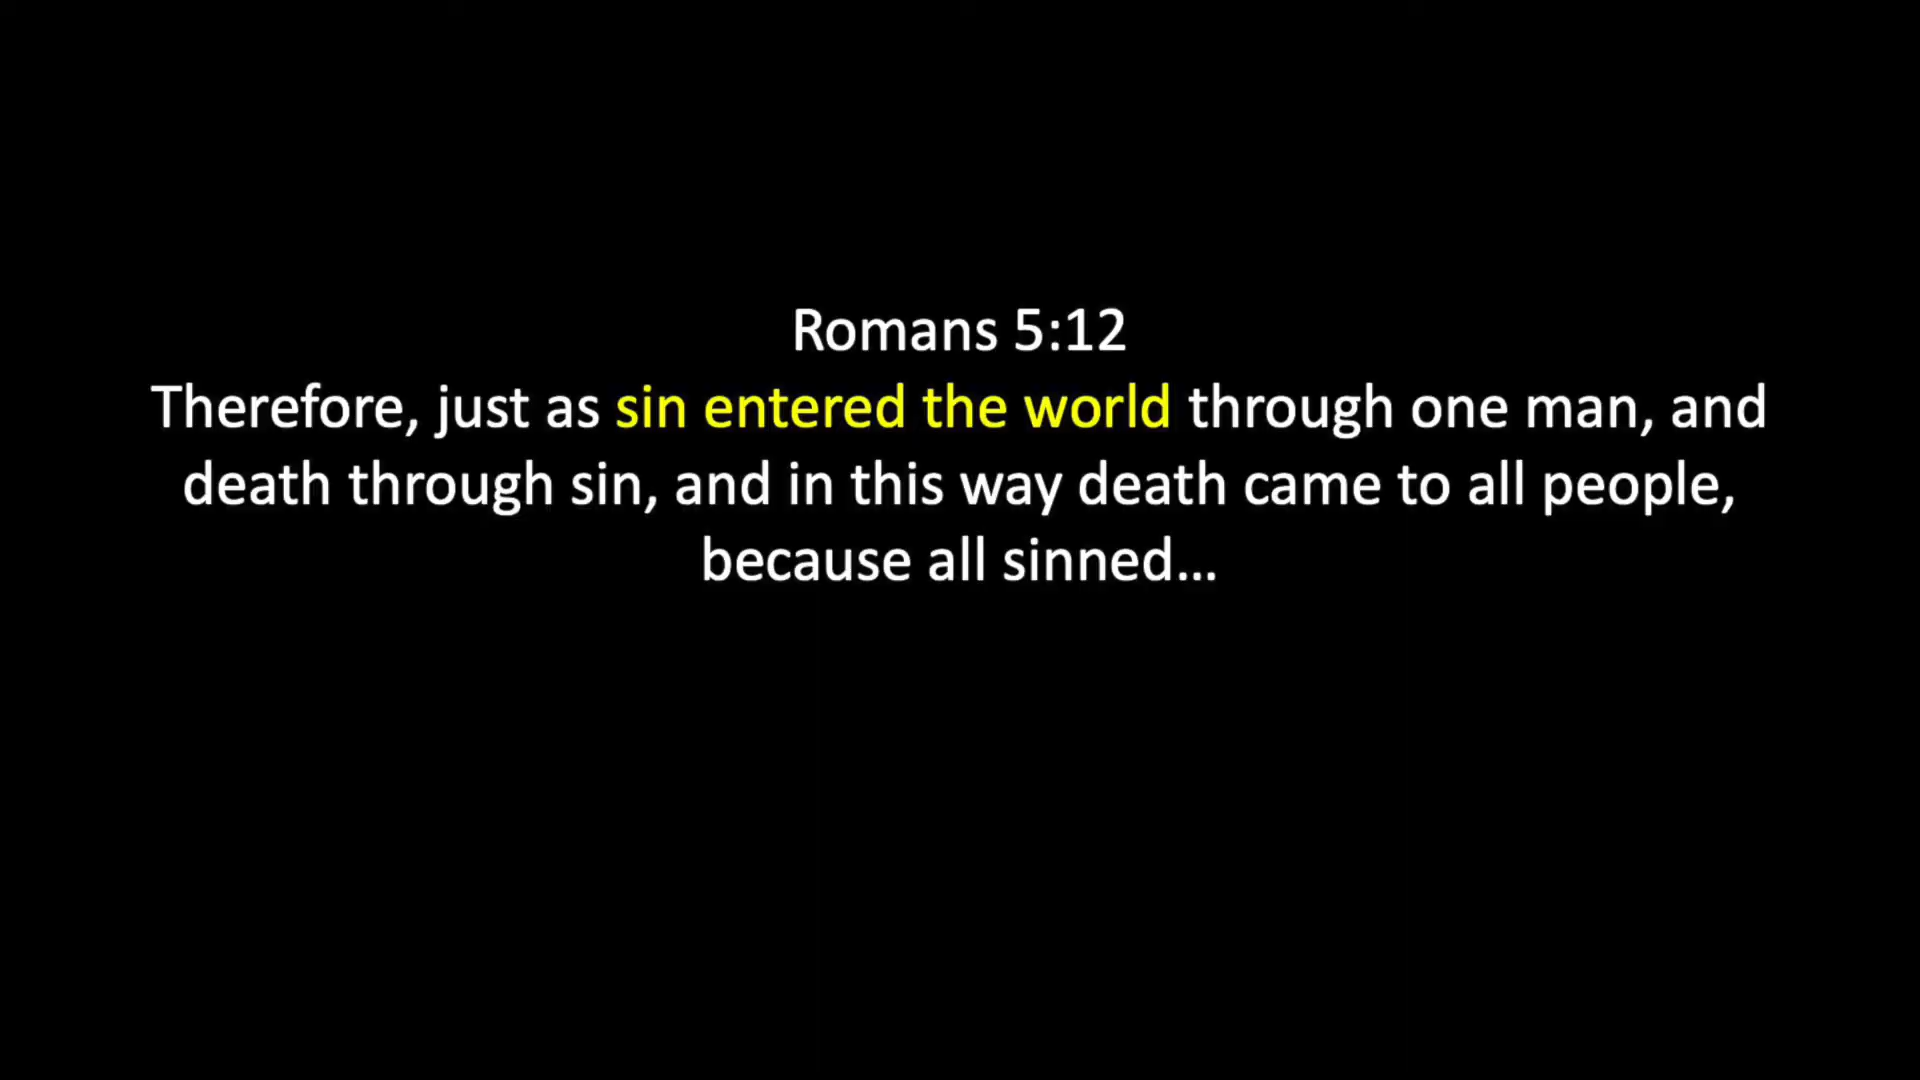 Romans 5:12
Therefore, just as sin entered the world through one man, and
death through sin, and in this way death came to all people,
because all sinned…